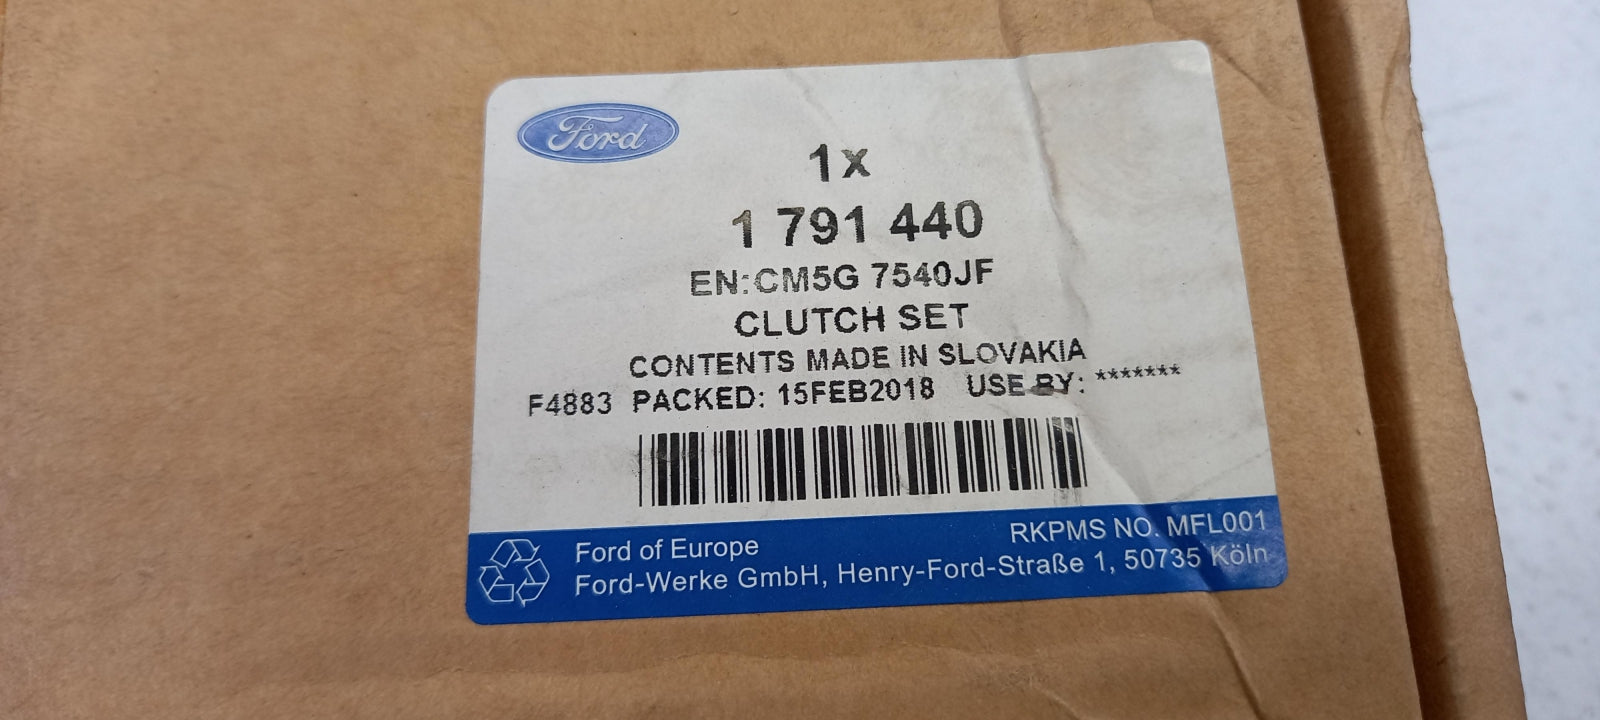 Ford
1x
1 791 440
EN:CM5G 7540JF
CLUTCH SET
CONTENTS MADE IN SLOVAKIA
F4883 PACKED: 15FEB2018 USE BY: *******
RKPMS NO. MFL001
Ford of Europe
Ford-Werke GmbH, Henry-Ford-Straße 1, 50735 Köln